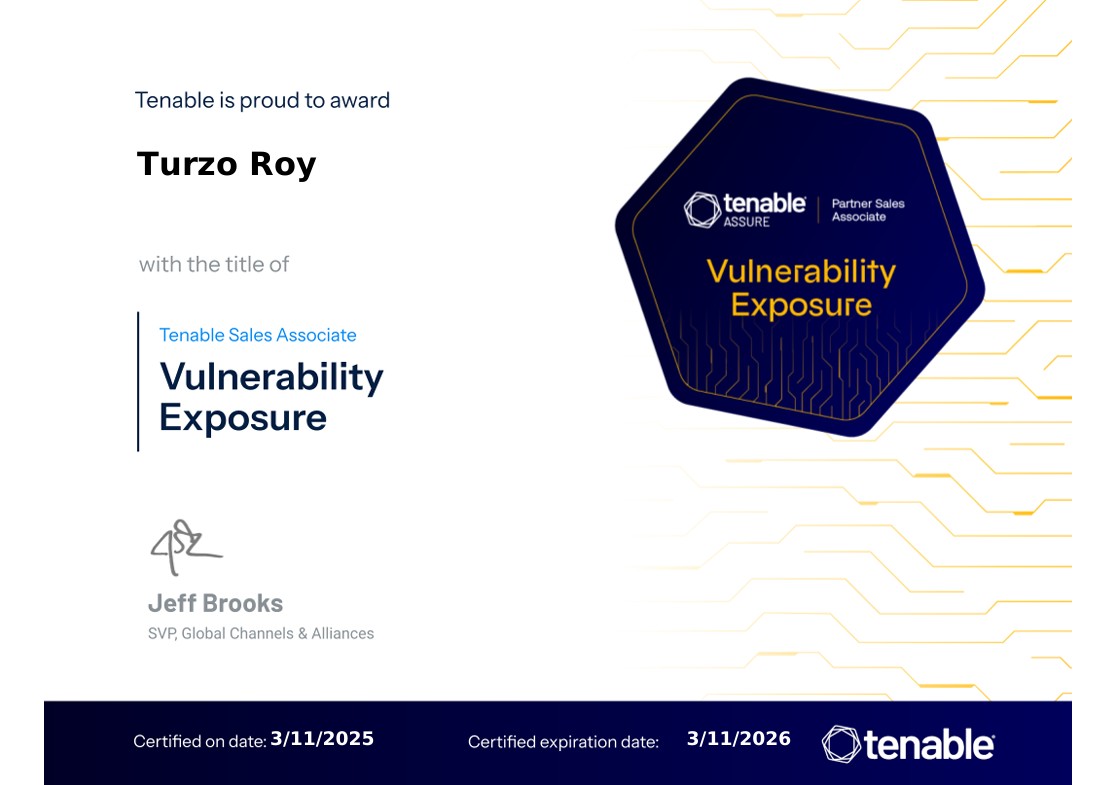 Tenable is proud to award
Turzo Roy
with the title of
Tenable Sales Associate
Vulnerability
Exposure
Jeff Brooks
SVP, Global Channels & Alliances
tenable
ASSURE
Partner Sales
Associate
Vulnerability
Exposure
Certified on date: 3/11/2025
Certified expiration date: 3/11/2026
tenable